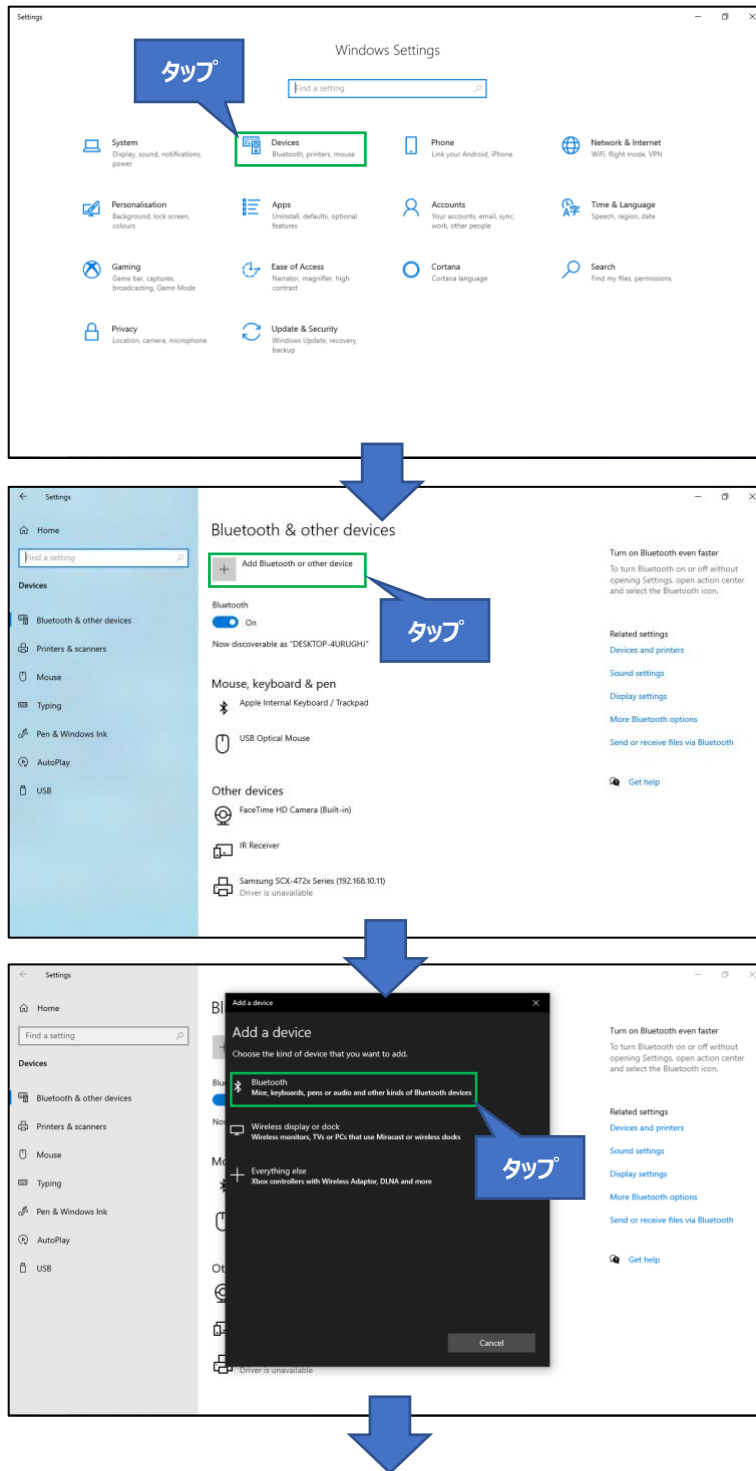 Settings
Windows Settings
タップ
Find a setting
System
Display, sound, notifications,
power
Devices
Bluetooth, printers, mouse
Phone
Link your Android, iPhone
Network & Internet
WiFi, flight mode, VPN
Personalisation
Background, lock screen,
colours
Apps
Uninstall, defaults, optional
features
Accounts
Your accounts, email, sync,
work, other people
Time & Language
Speech, region, date
Gaming
Game bar, captures,
broadcasting, Game Mode
Ease of Access
Narrator, magnifier, high
contrast
Cortana
Cortana language
Search
Find my files, permissions
Privacy
Location, camera, microphone
Update & Security
Windows Update, recovery,
backup
Settings
Home
Find a setting
Devices
Bluetooth & other devices
Printers & scanners
Mouse
Typing
Pen & Windows Ink
AutoPlay
USB
Bluetooth & other devices
Add Bluetooth or other device
タップ
Bluetooth
On
Now discoverable as "DESKTOP-4URUGHJ"
Mouse, keyboard & pen
Apple Internal Keyboard / Trackpad
USB Optical Mouse
Other devices
FaceTime HD Camera (Built-in)
IR Receiver
Samsung SCX-472x Series (192.168.10.11)
Driver is unavailable
Turn on Bluetooth even faster
To turn Bluetooth on or off without
opening Settings, open action center
and select the Bluetooth icon.
Related settings
Devices and printers
Sound settings
Display settings
More Bluetooth options
Send or receive files via Bluetooth
Get help
Settings
Home
Find a setting
Devices
Bluetooth & other devices
Printers & scanners
Mouse
Typing
Pen & Windows Ink
AutoPlay
USB
Add a device
Add a device
Choose the kind of device that you want to add.
Bluetooth
Mice, keyboards, pens or audio and other kinds of Bluetooth devices
Wireless display or dock
Wireless monitors, TVs or PCs that use Miracast or wireless docks
Everything else
Xbox controllers with Wireless Adaptor, DLNA and more
タップ
Cancel
Driver is unavailable
Turn on Bluetooth even faster
To turn Bluetooth on or off without
opening Settings, open action center
and select the Bluetooth icon.
Related settings
Devices and printers
Sound settings
Display settings
More Bluetooth options
Send or receive files via Bluetooth
Get help